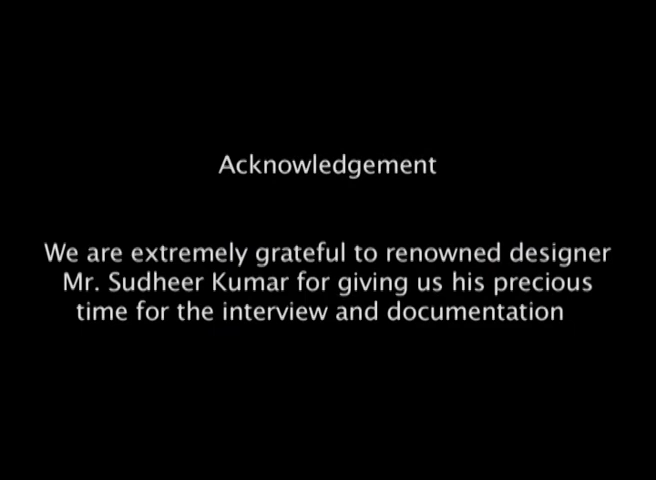 Acknowledgement
We are extremely grateful to renowned designer
Mr. Sudheer Kumar for giving us his precious
time for the interview and documentation